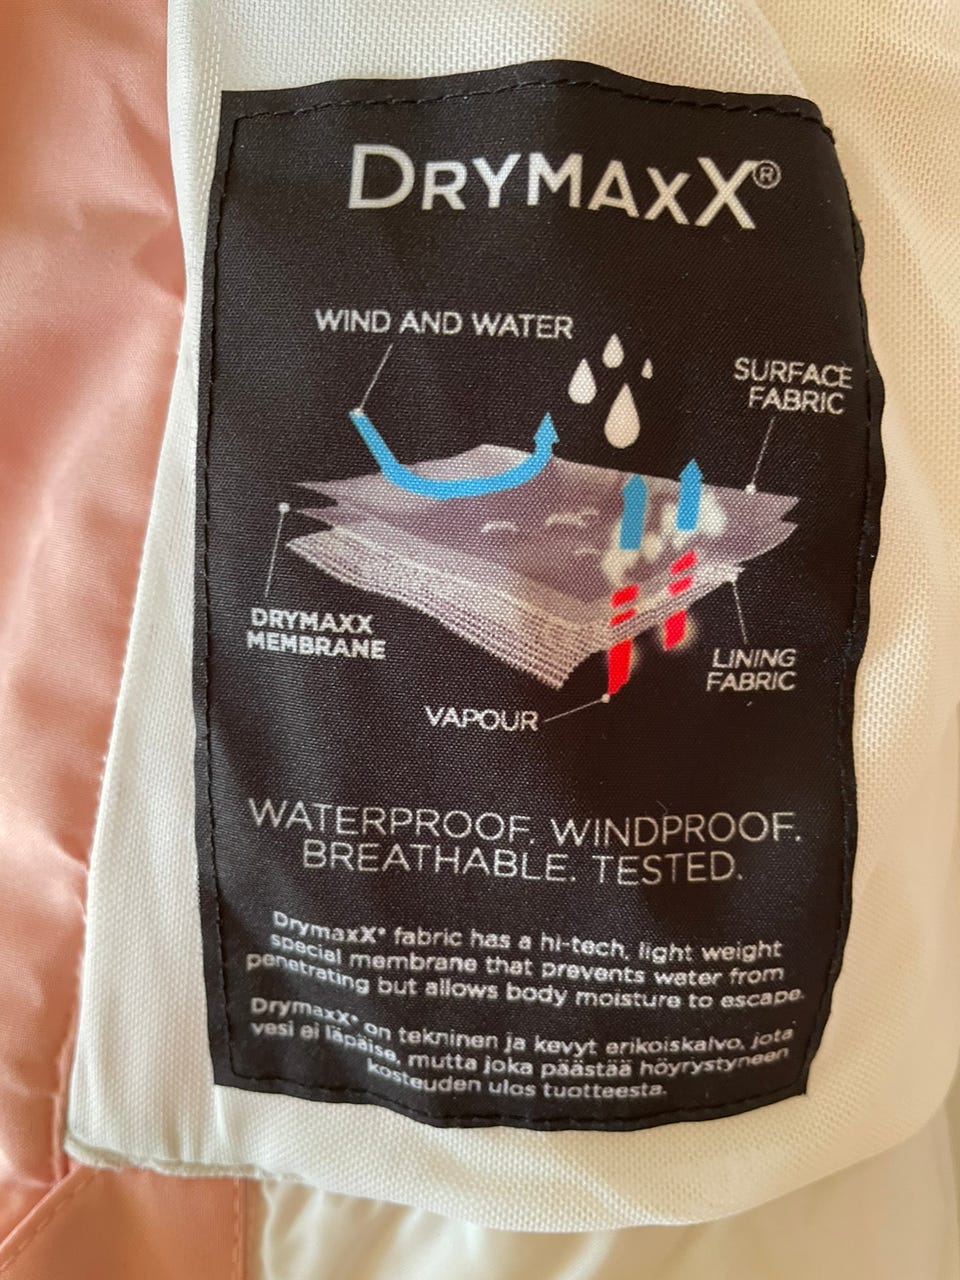 DRYMAXX®
WIND AND WATER
SURFACE
FABRIC
DRYMAXX
MEMBRANE
LINING
FABRIC
VAPOUR
WATERPROOF. WINDPROOF.
BREATHABLE. TESTED.
DrymaxX® fabric has a hi-tech, light weight
special membrane that prevents water from
penetrating but allows body moisture to escape.
DrymaxX® on tekninen ja kevyt erikoiskalvo, jota
vesi ei läpäise, mutta joka päästää höyrystyneen
kosteuden ulos tuotteesta.